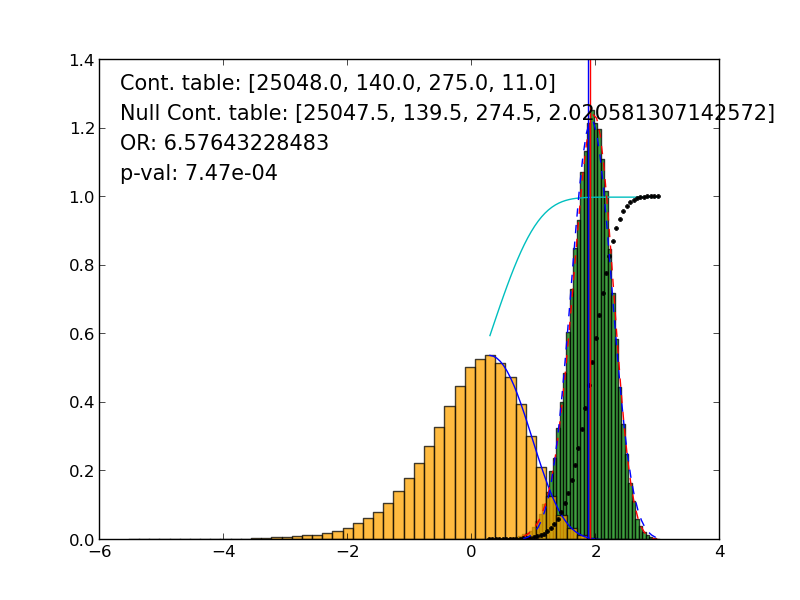 1.4
Cont. table: [25048.0, 140.0, 275.0, 11.0]
Null Cont. table: [25047.5, 139.5, 274.5, 2.020581307142572]
1.2
OR: 6.57643228483
p-val: 7.47e-04
1.0
0.8
0.6
0.4
0.2
0.0
−6 −4 −2 0 2 4